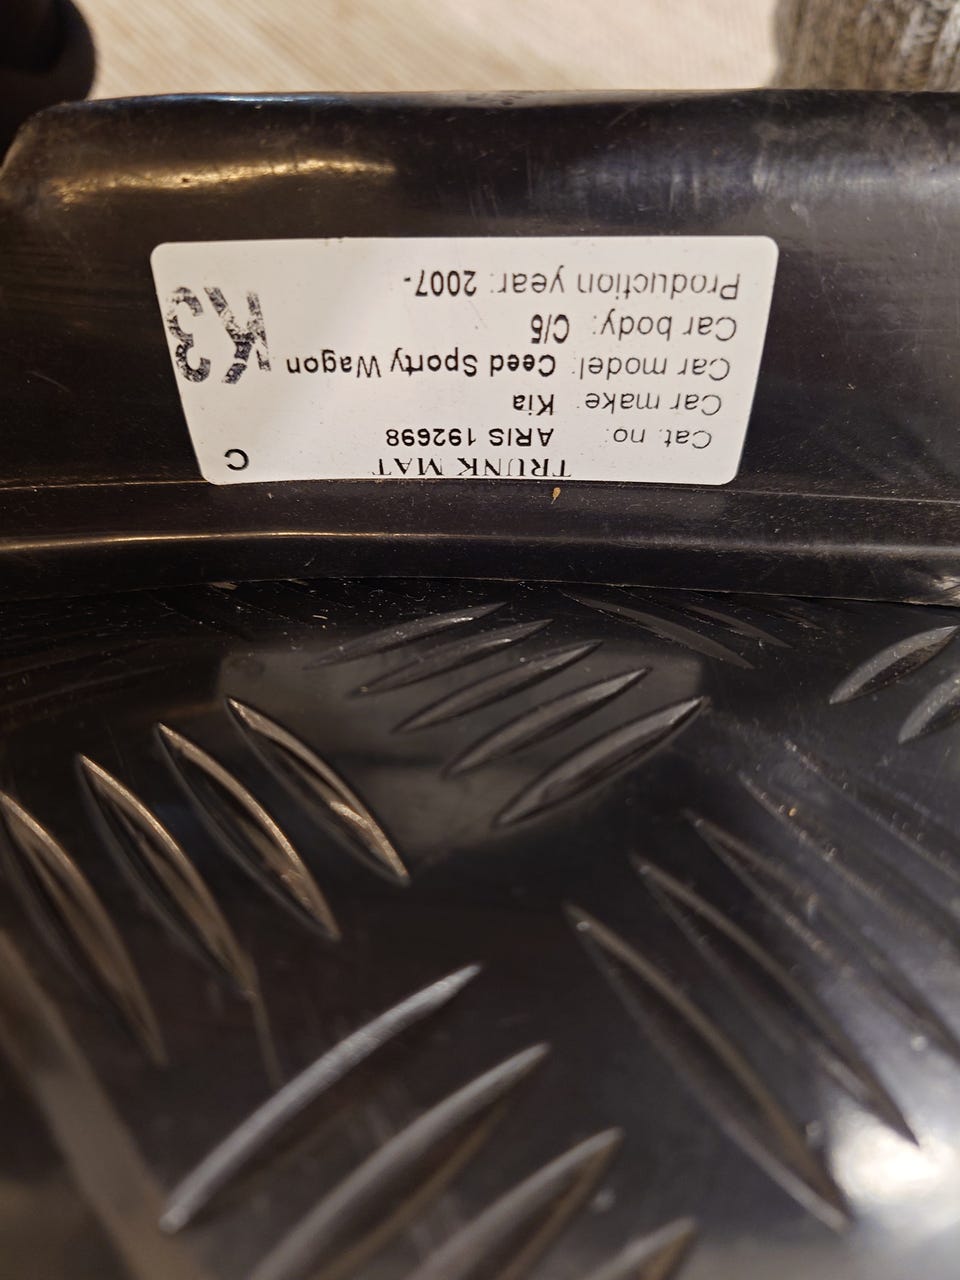 TRUNK MAT
C
Cat. no: ARIS 192698
Car make: Kia
Car model: Ceed Sporty Wagon
Car body: C/5
Production year: 2007-
K3